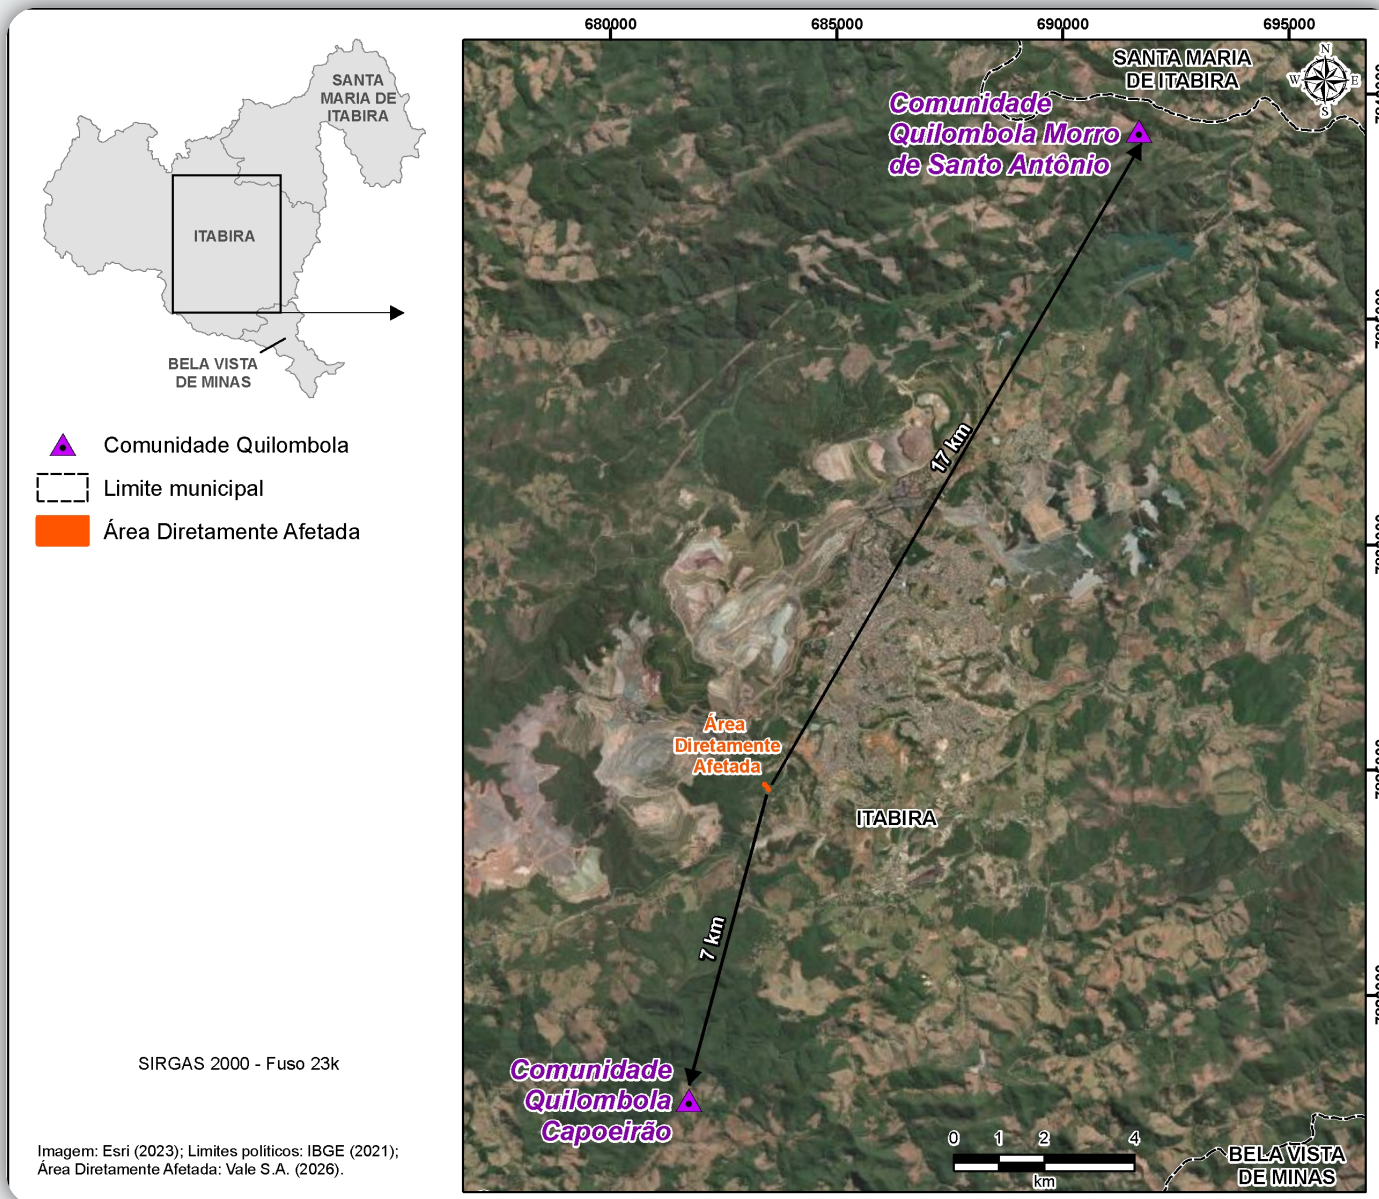 680000
685000
690000
695000
SANTA
MARIA DE
ITABIRA
ITABIRA
BELA VISTA
DE MINAS
Comunidade Quilombola
Limite municipal
Área Diretamente Afetada
SIRGAS 2000 - Fuso 23k
Imagem: Esri (2023); Limites políticos: IBGE (2021);
Área Diretamente Afetada: Vale S.A. (2026).
SANTA MARIA
DE ITABIRA
N
W
E
S
Comunidade
Quilombola Morro
de Santo Antônio
17 km
Área
Diretamente
Afetada
ITABIRA
7 km
Comunidade
Quilombola
Capoeirão
0 1 2 4
km
BELA VISTA
DE MINAS